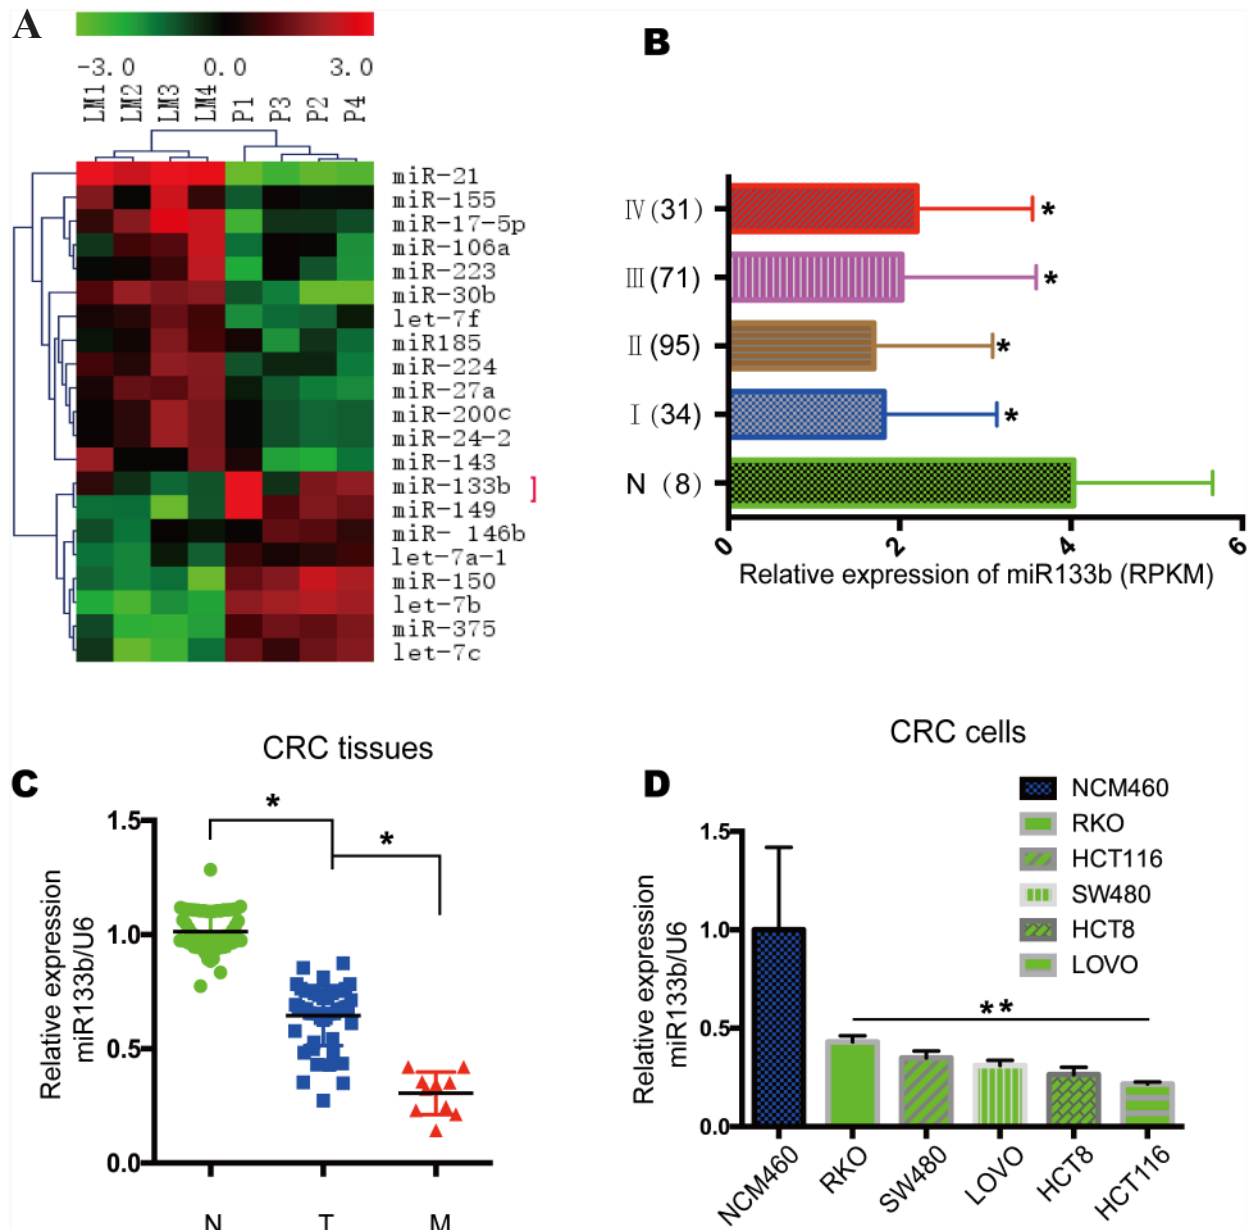 A
-3.0 0.0 3.0
LM1 LM2 LM3 LM4 P1 P3 P2 P4
miR-21
miR-155
miR-17-5p
miR-106a
miR-223
miR-30b
let-7f
miR185
miR-224
miR-27a
miR-200c
miR-24-2
miR-143
miR-133b ]
miR-149
miR- 146b
let-7a-1
miR-150
let-7b
miR-375
let-7c
B
Ⅳ (31) *
Ⅲ (71) *
Ⅱ (95) *
Ⅰ (34) *
N (8)
0 2 4 6
Relative expression of miR133b (RPKM)
CRC tissues
C
* *
Relative expression
miR133b/U6
1.5
1.0
0.5
0.0
N T M
CRC cells
D
NCM460
RKO
HCT116
SW480
HCT8
LOVO
Relative expression
miR133b/U6
1.5
1.0
0.5
0.0
**
NCM460 RKO SW480 LOVO HCT8 HCT116